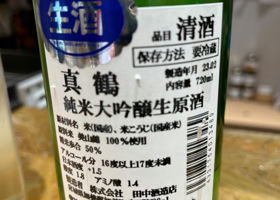 生酒
品目 清酒
保存方法 要冷蔵
製造年月 23.02
内容量 720ml
真鶴
純米大吟醸生原酒
原材料名 米(国産)、米こうじ(国産米)
原料米 美山錦 100%使用
精米歩合 50%
アルコール分 16度以上17度未満
日本酒度 +1.5
酸度 1.8 アミノ酸 1.4
製造者 株式会社 田中酒造店